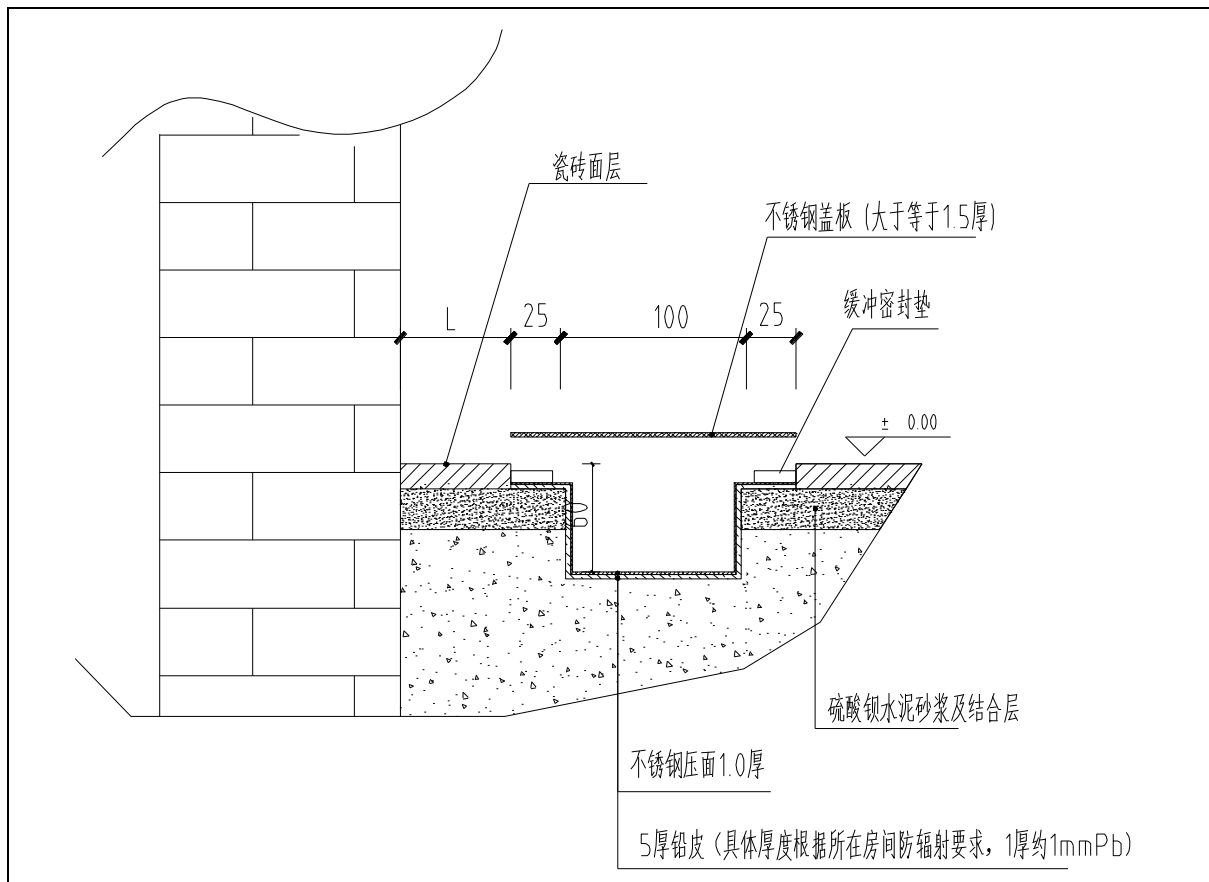 瓷砖面层
不锈钢盖板 (大于等于1.5厚)
缓冲密封垫
L 25 100 25
± 0.00
硫酸钡水泥砂浆及结合层
不锈钢压面1.0厚
5厚铅皮 (具体厚度根据所在房间防辐射要求，1厚约1mmPb)